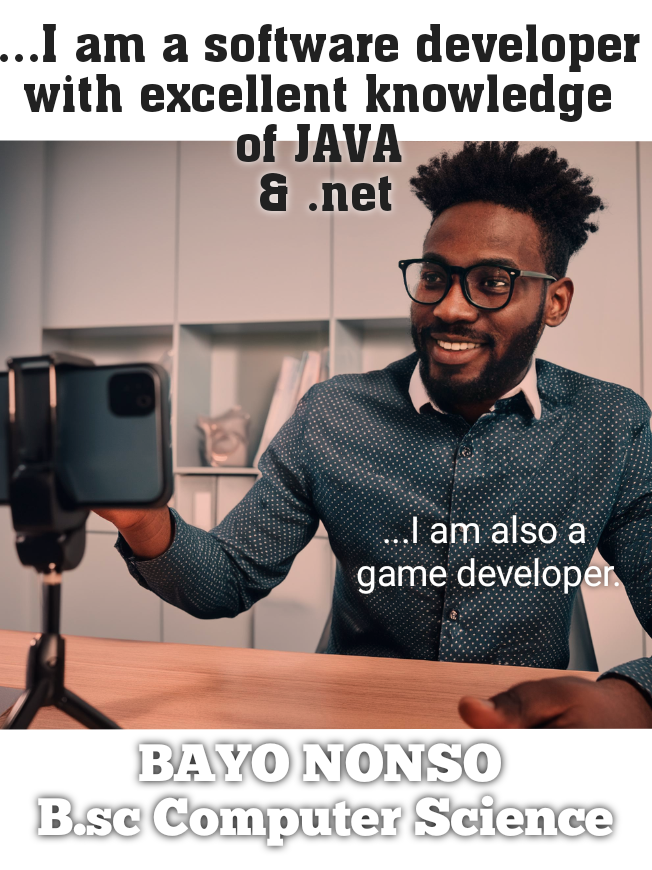 ...I am a software developer
with excellent knowledge
of JAVA
& .net
...I am also a
game developer.
BAYO NONSO
B.sc Computer Science